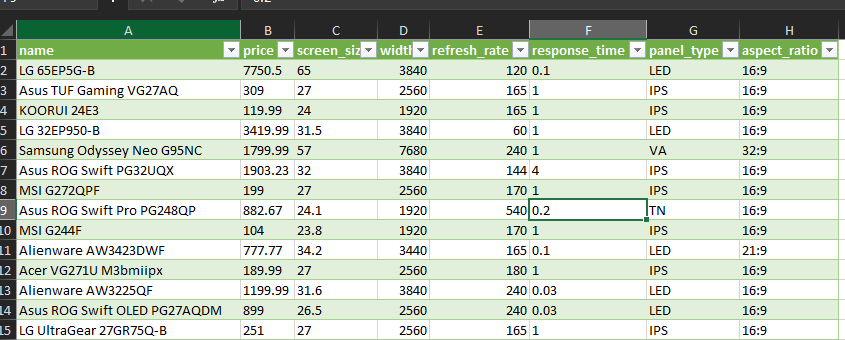 A B C D E F G H
1 name price screen_siz width refresh_rate response_time panel_type aspect_ratio
2 LG 65EP5G-B 7750.5 65 3840 120 0.1 LED 16:9
3 Asus TUF Gaming VG27AQ 309 27 2560 165 1 IPS 16:9
4 KOORUI 24E3 119.99 24 1920 165 1 IPS 16:9
5 LG 32EP950-B 3419.99 31.5 3840 60 1 LED 16:9
6 Samsung Odyssey Neo G95NC 1799.99 57 7680 240 1 VA 32:9
7 Asus ROG Swift PG32UQX 1903.23 32 3840 144 4 IPS 16:9
8 MSI G272QPF 199 27 2560 170 1 IPS 16:9
9 Asus ROG Swift Pro PG248QP 882.67 24.1 1920 540 0.2 TN 16:9
10 MSI G244F 104 23.8 1920 170 1 IPS 16:9
11 Alienware AW3423DWF 777.77 34.2 3440 165 0.1 LED 21:9
12 Acer VG271U M3bmiipx 189.99 27 2560 180 1 IPS 16:9
13 Alienware AW3225QF 1199.99 31.6 3840 240 0.03 LED 16:9
14 Asus ROG Swift OLED PG27AQDM 899 26.5 2560 240 0.03 LED 16:9
15 LG UltraGear 27GR75Q-B 251 27 2560 165 1 IPS 16:9